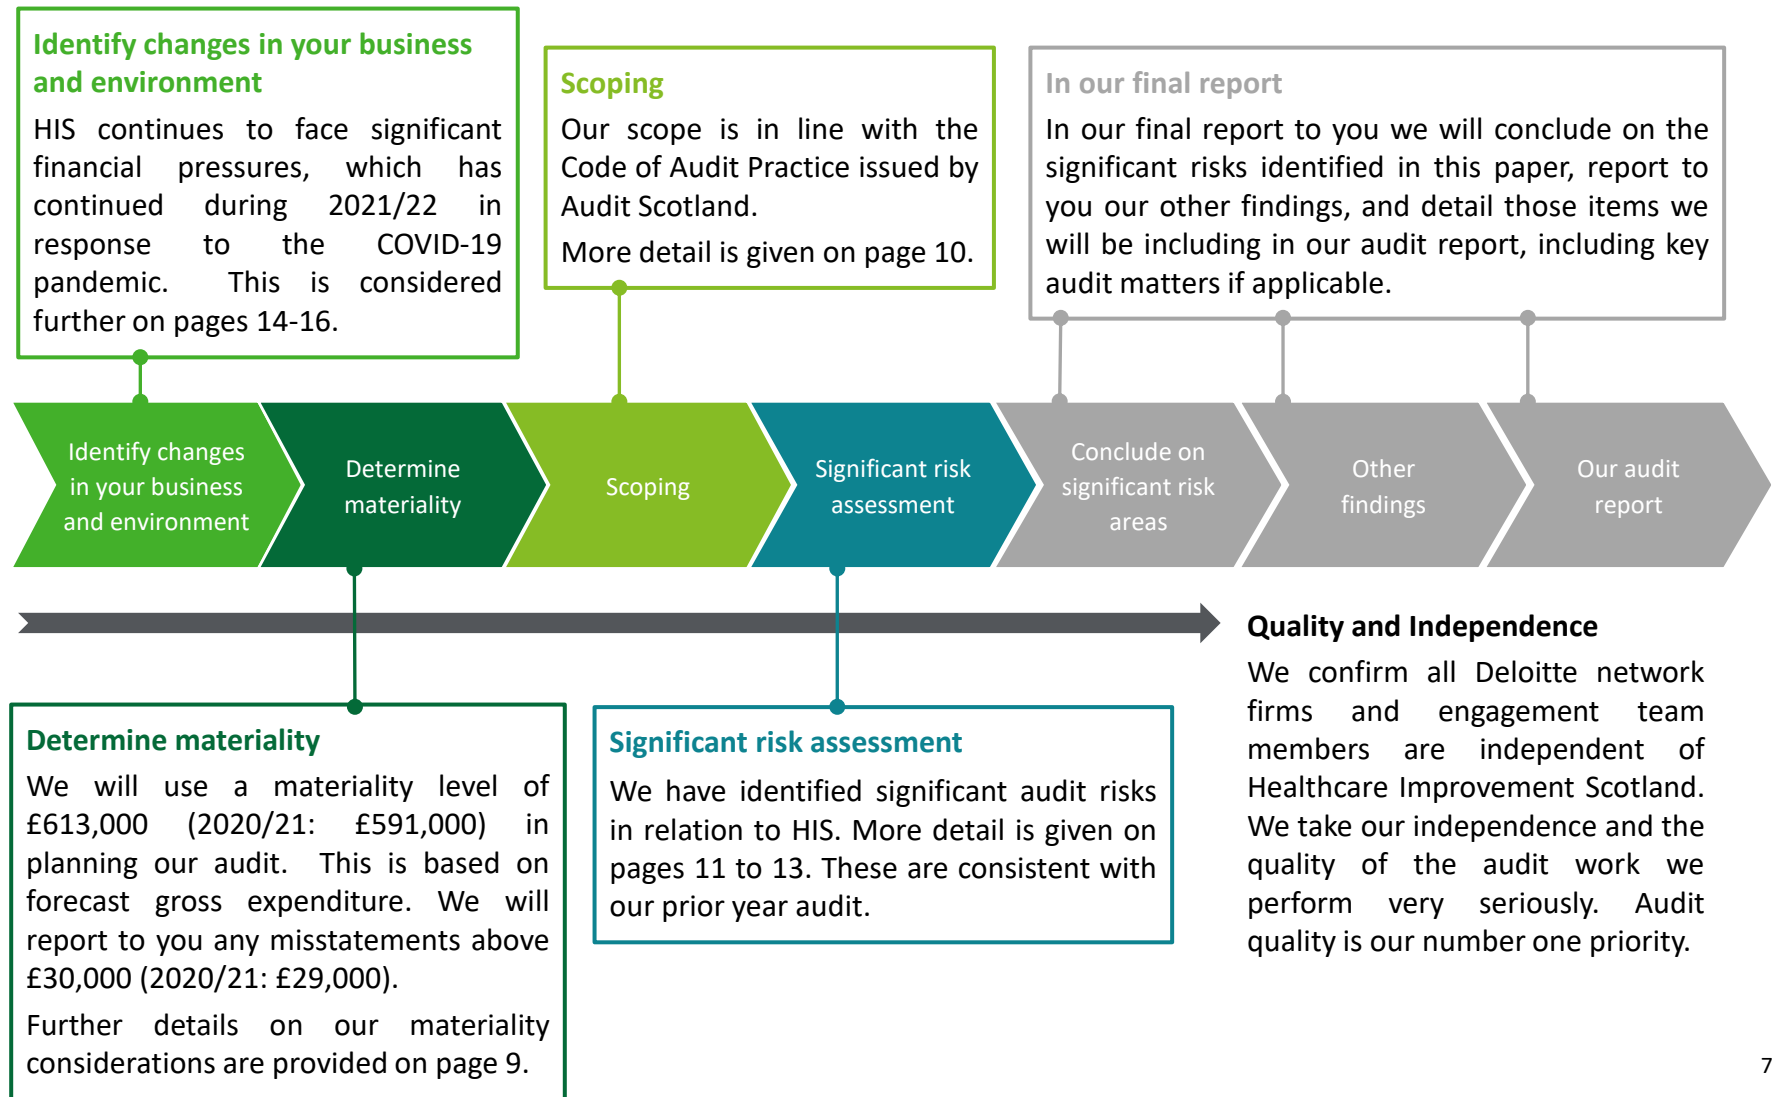 Identify changes in your business
and environment
HIS continues to face significant
financial pressures, which has
continued during 2021/22 in
response to the COVID-19
pandemic. This is considered
further on pages 14-16.
Scoping
Our scope is in line with the
Code of Audit Practice issued by
Audit Scotland.
More detail is given on page 10.
In our final report
In our final report to you we will conclude on the
significant risks identified in this paper, report to
you our other findings, and detail those items we
will be including in our audit report, including key
audit matters if applicable.
Identify changes
in your business
and environment
Determine
materiality
Scoping
Significant risk
assessment
Conclude on
significant risk
areas
Other
findings
Our audit
report
Determine materiality
We will use a materiality level of
£613,000 (2020/21: £591,000) in
planning our audit. This is based on
forecast gross expenditure. We will
report to you any misstatements above
£30,000 (2020/21: £29,000).
Further details on our materiality
considerations are provided on page 9.
Significant risk assessment
We have identified significant audit risks
in relation to HIS. More detail is given on
pages 11 to 13. These are consistent with
our prior year audit.
Quality and Independence
We confirm all Deloitte network
firms and engagement team
members are independent of
Healthcare Improvement Scotland.
We take our independence and the
quality of the audit work we
perform very seriously. Audit
quality is our number one priority.
7